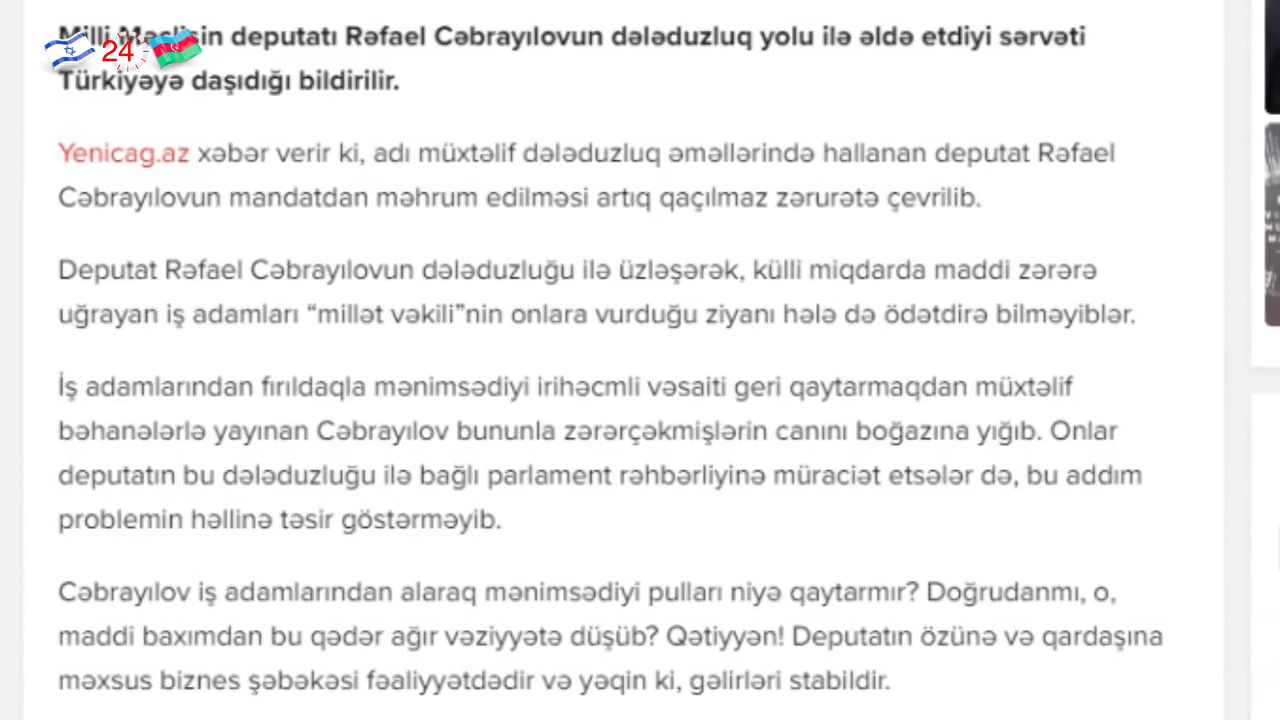 Milli Məclisin deputatı Rəfael Cəbrayılovun dələduzluq yolu ilə əldə etdiyi sərvəti
24
Türkiyəyə daşıdığı bildirilir.
Yenicag.az xəbər verir ki, adı müxtəlif dələduzluq əməllərində hallanan deputat Rəfael
Cəbrayılovun mandatdan məhrum edilməsi artıq qaçılmaz zərurətə çevrilib.
Deputat Rəfael Cəbrayılovun dələduzluğu ilə üzləşərək, külli miqdarda maddi zərərə
uğrayan iş adamları “millət vəkili”nin onlara vurduğu ziyanı hələ də ödətdirə bilməyiblər.
İş adamlarından fırıldaqla mənimsədiyi irihəcmli vəsaiti geri qaytarmaqdan müxtəlif
bəhanələrlə yayınan Cəbrayılov bununla zərərçəkmişlərin canını boğazına yığıb. Onlar
deputatın bu dələduzluğu ilə bağlı parlament rəhbərliyinə müraciət etsələr də, bu addım
problemin həllinə təsir göstərməyib.
Cəbrayılov iş adamlarından alaraq mənimsədiyi pulları niyə qaytarmır? Doğrudanmı, o,
maddi baxımdan bu qədər ağır vəziyyətə düşüb? Qətiyyən! Deputatın özünə və qardaşına
məxsus biznes şəbəkəsi fəaliyyətdədir və yəqin ki, gəlirləri stabildir.